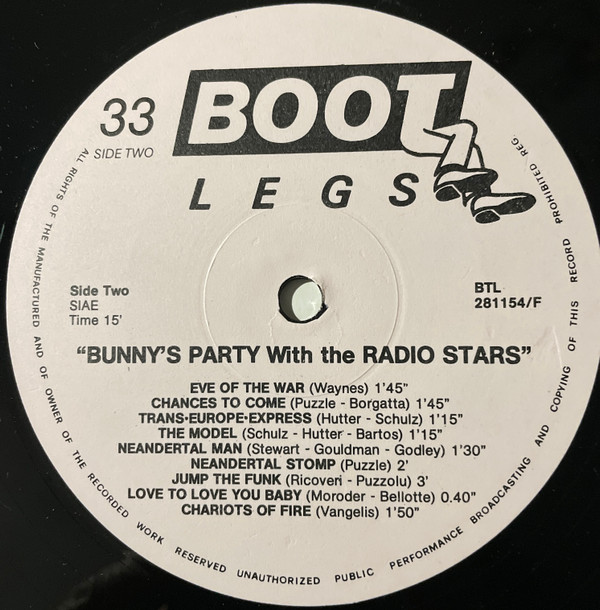 33
SIDE TWO
BOOT
LEGS
Side Two
SIAE
Time 15'
BTL
281154/F
"BUNNY'S PARTY With the RADIO STARS"
EVE OF THE WAR (Waynes) 1'45"
CHANCES TO COME (Puzzle - Borgatta) 1'45"
TRANS•EUROPE•EXPRESS (Hutter - Schulz) 1'15"
THE MODEL (Schulz - Hutter - Bartos) 1'15"
NEANDERTAL MAN (Stewart - Gouldman - Godley) 1'30"
NEANDERTAL STOMP (Puzzle) 2'
JUMP THE FUNK (Ricoveri - Puzzolu) 3'
LOVE TO LOVE YOU BABY (Moroder - Bellotte) 0.40"
CHARIOTS OF FIRE (Vangelis) 1'50"
ALL RIGHTS OF THE MANUFACTURED AND OF OWNER OF THE RECORDED WORK RESERVED UNAUTHORIZED PUBLIC PERFORMANCE BROADCASTING AND COPYING OF THIS RECORD PROHIBITED REG.